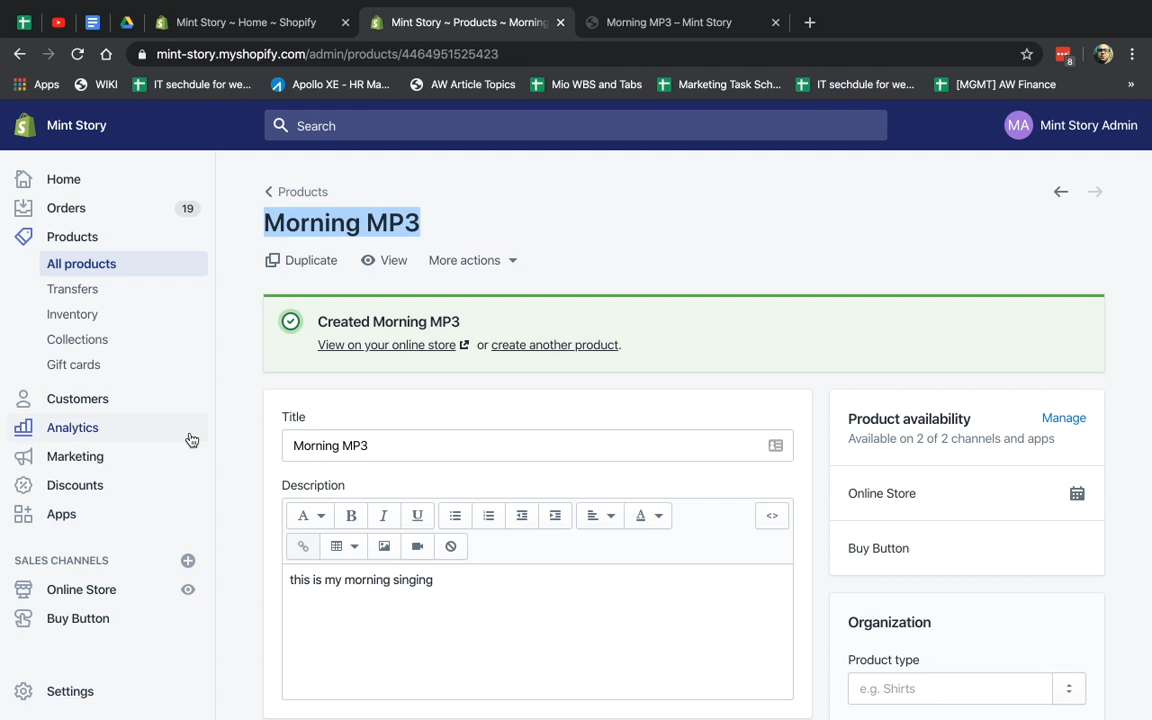 Mint Story ~ Home ~ Shopify
Mint Story ~ Products ~ Morning
Morning MP3 – Mint Story
mint-story.myshopify.com/admin/products/4464951525423
8
Apps
WIKI
IT sechdule for we...
Apollo XE - HR Ma...
AW Article Topics
Mio WBS and Tabs
Marketing Task Sch...
IT sechdule for we...
[MGMT] AW Finance
»
Mint Story
Search
MA
Mint Story Admin
Home
Orders
19
Products
All products
Transfers
Inventory
Collections
Gift cards
Customers
Analytics
Marketing
Discounts
Apps
SALES CHANNELS
Online Store
Buy Button
Settings
Products
Morning MP3
Duplicate
View
More actions
Created Morning MP3
View on your online store or create another product.
Title
Morning MP3
Description
A
B
I
U
A
<>
this is my morning singing
Product availability
Manage
Available on 2 of 2 channels and apps
Online Store
Buy Button
Organization
Product type
e.g. Shirts